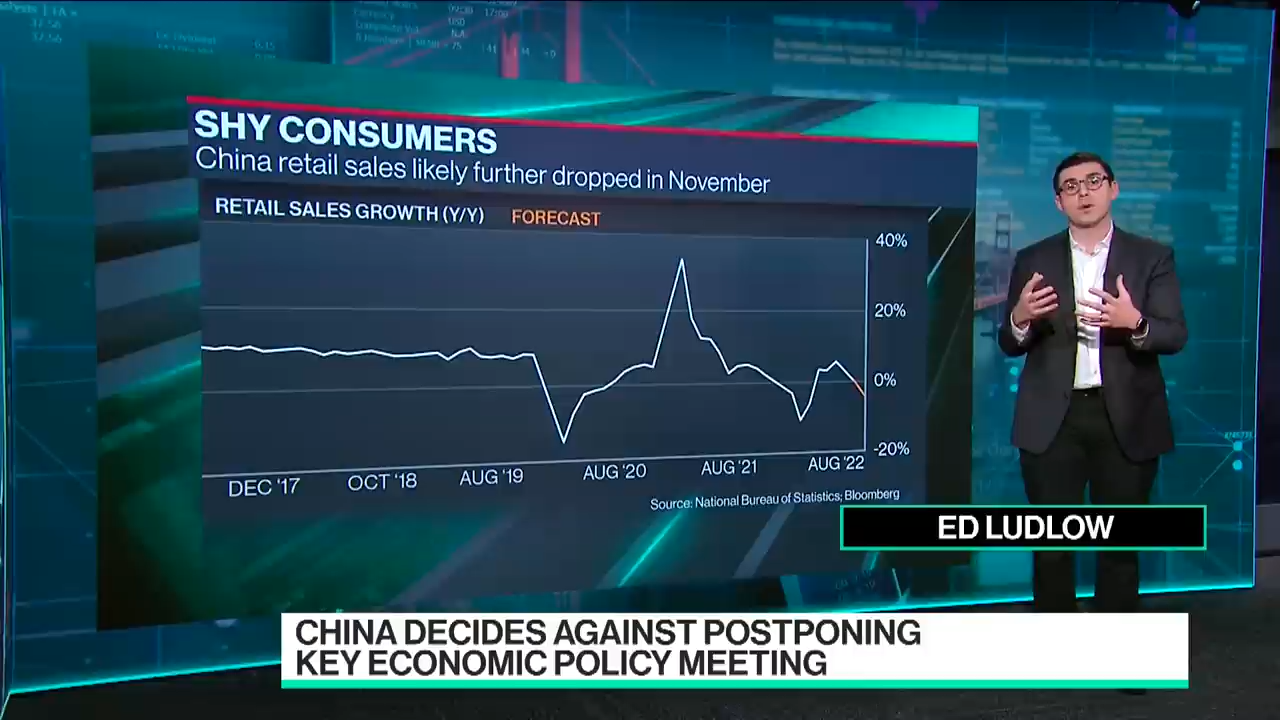 SHY CONSUMERS
China retail sales likely further dropped in November
RETAIL SALES GROWTH (Y/Y) FORECAST
40%
20%
0%
-20%
DEC '17 OCT '18 AUG '19 AUG '20 AUG '21 AUG '22
Source: National Bureau of Statistics; Bloomberg
ED LUDLOW
CHINA DECIDES AGAINST POSTPONING
KEY ECONOMIC POLICY MEETING